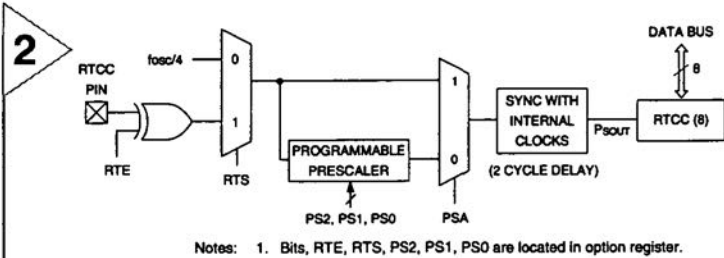 2
DATA BUS
8
fosc/4
0
RTCC
PIN
1
RTE
RTS
PROGRAMMABLE
PRESCALER
PS2, PS1, PS0
1
0
PSA
SYNC WITH
INTERNAL
CLOCKS
(2 CYCLE DELAY)
PSOUT
RTCC (8)
Notes: 1. Bits, RTE, RTS, PS2, PS1, PS0 are located in option register.